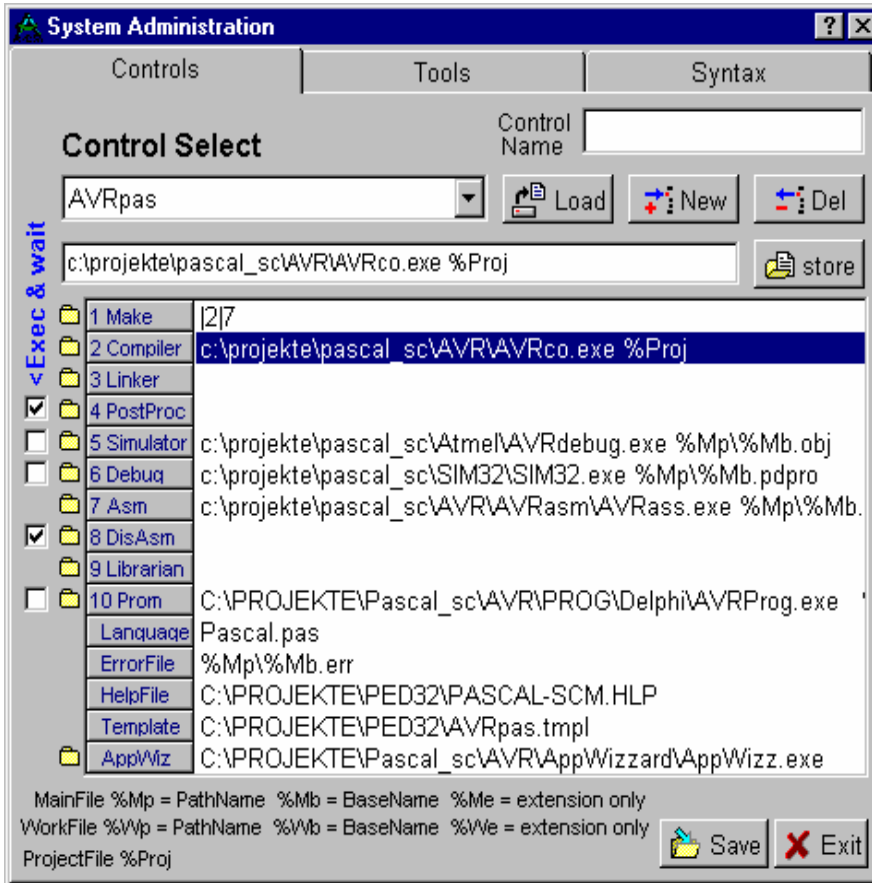 System Administration
Controls Tools Syntax
Control Name
Control Select
AVRpas Load New Del
<Exec & wait
c:\projekte\pascal_sc\AVR\AVRco.exe %Proj store
1 Make |2|7
2 Compiler c:\projekte\pascal_sc\AVR\AVRco.exe %Proj
3 Linker
4 PostProc
5 Simulator c:\projekte\pascal_sc\Atmel\AVRdebug.exe %Mp\%Mb.obj
6 Debug c:\projekte\pascal_sc\SIM32\SIM32.exe %Mp\%Mb.pdpro
7 Asm c:\projekte\pascal_sc\AVR\AVRasm\AVRass.exe %Mp\%Mb.
8 DisAsm
9 Librarian
10 Prom C:\PROJEKTE\Pascal_sc\AVR\PROG\Delphi\AVRProg.exe
Language Pascal.pas
ErrorFile %Mp\%Mb.err
HelpFile C:\PROJEKTE\PED32\PASCAL-SCM.HLP
Template C:\PROJEKTE\PED32\AVRpas.tmpl
AppWiz C:\PROJEKTE\Pascal_sc\AVR\AppWizzard\AppWizz.exe
MainFile %Mp = PathName %Mb = BaseName %Me = extension only
WorkFile %Wp = PathName %Wb = BaseName %We = extension only
ProjectFile %Proj
Save Exit